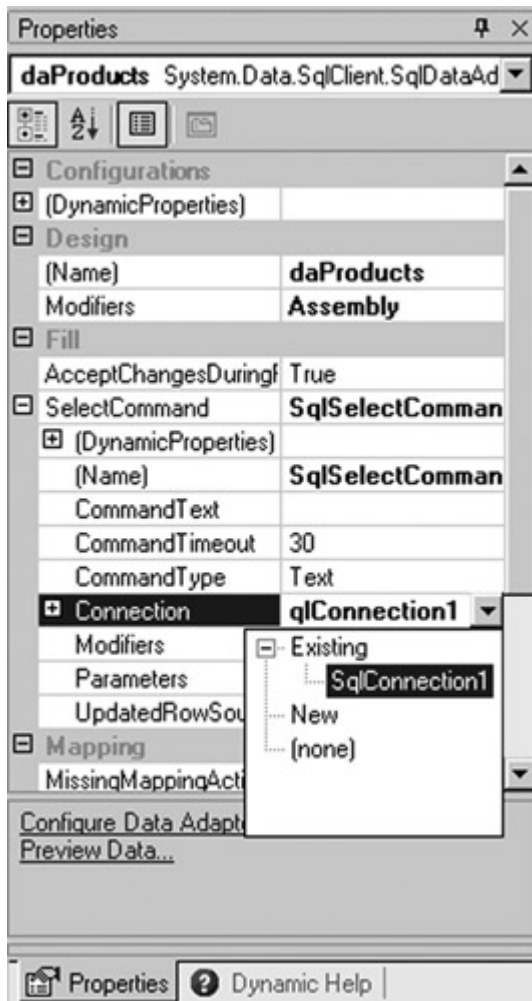 Properties
daProducts System.Data.SqlClient.SqlDataAd
Configurations
(DynamicProperties)
Design
(Name) daProducts
Modifiers Assembly
Fill
AcceptChangesDuringF True
SelectCommand SqlSelectComman
(DynamicProperties)
(Name) SqlSelectComman
CommandText
CommandTimeout 30
CommandType Text
Connection qlConnection1
Modifiers
Parameters
UpdatedRowSou
Existing
SqlConnection1
New
(none)
Mapping
MissingMappingActi
Configure Data Adapt
Preview Data...
Properties
Dynamic Help